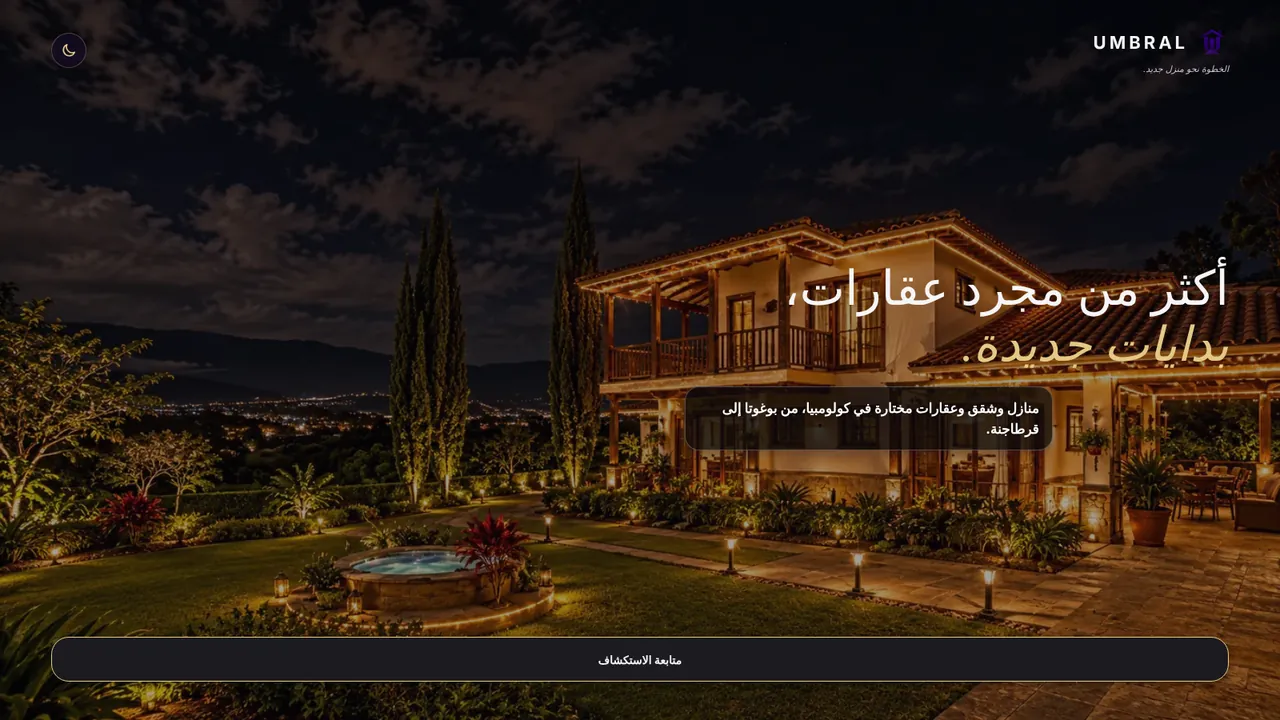 UMBRAL
الخطوة نحو منزل جديد.
أكثر من مجرد عقارات،
بدايات جديدة.
منازل وشقق وعقارات مختارة في كولومبيا، من بوغوتا إلى
قرطاجنة.
متابعة الاستكشاف